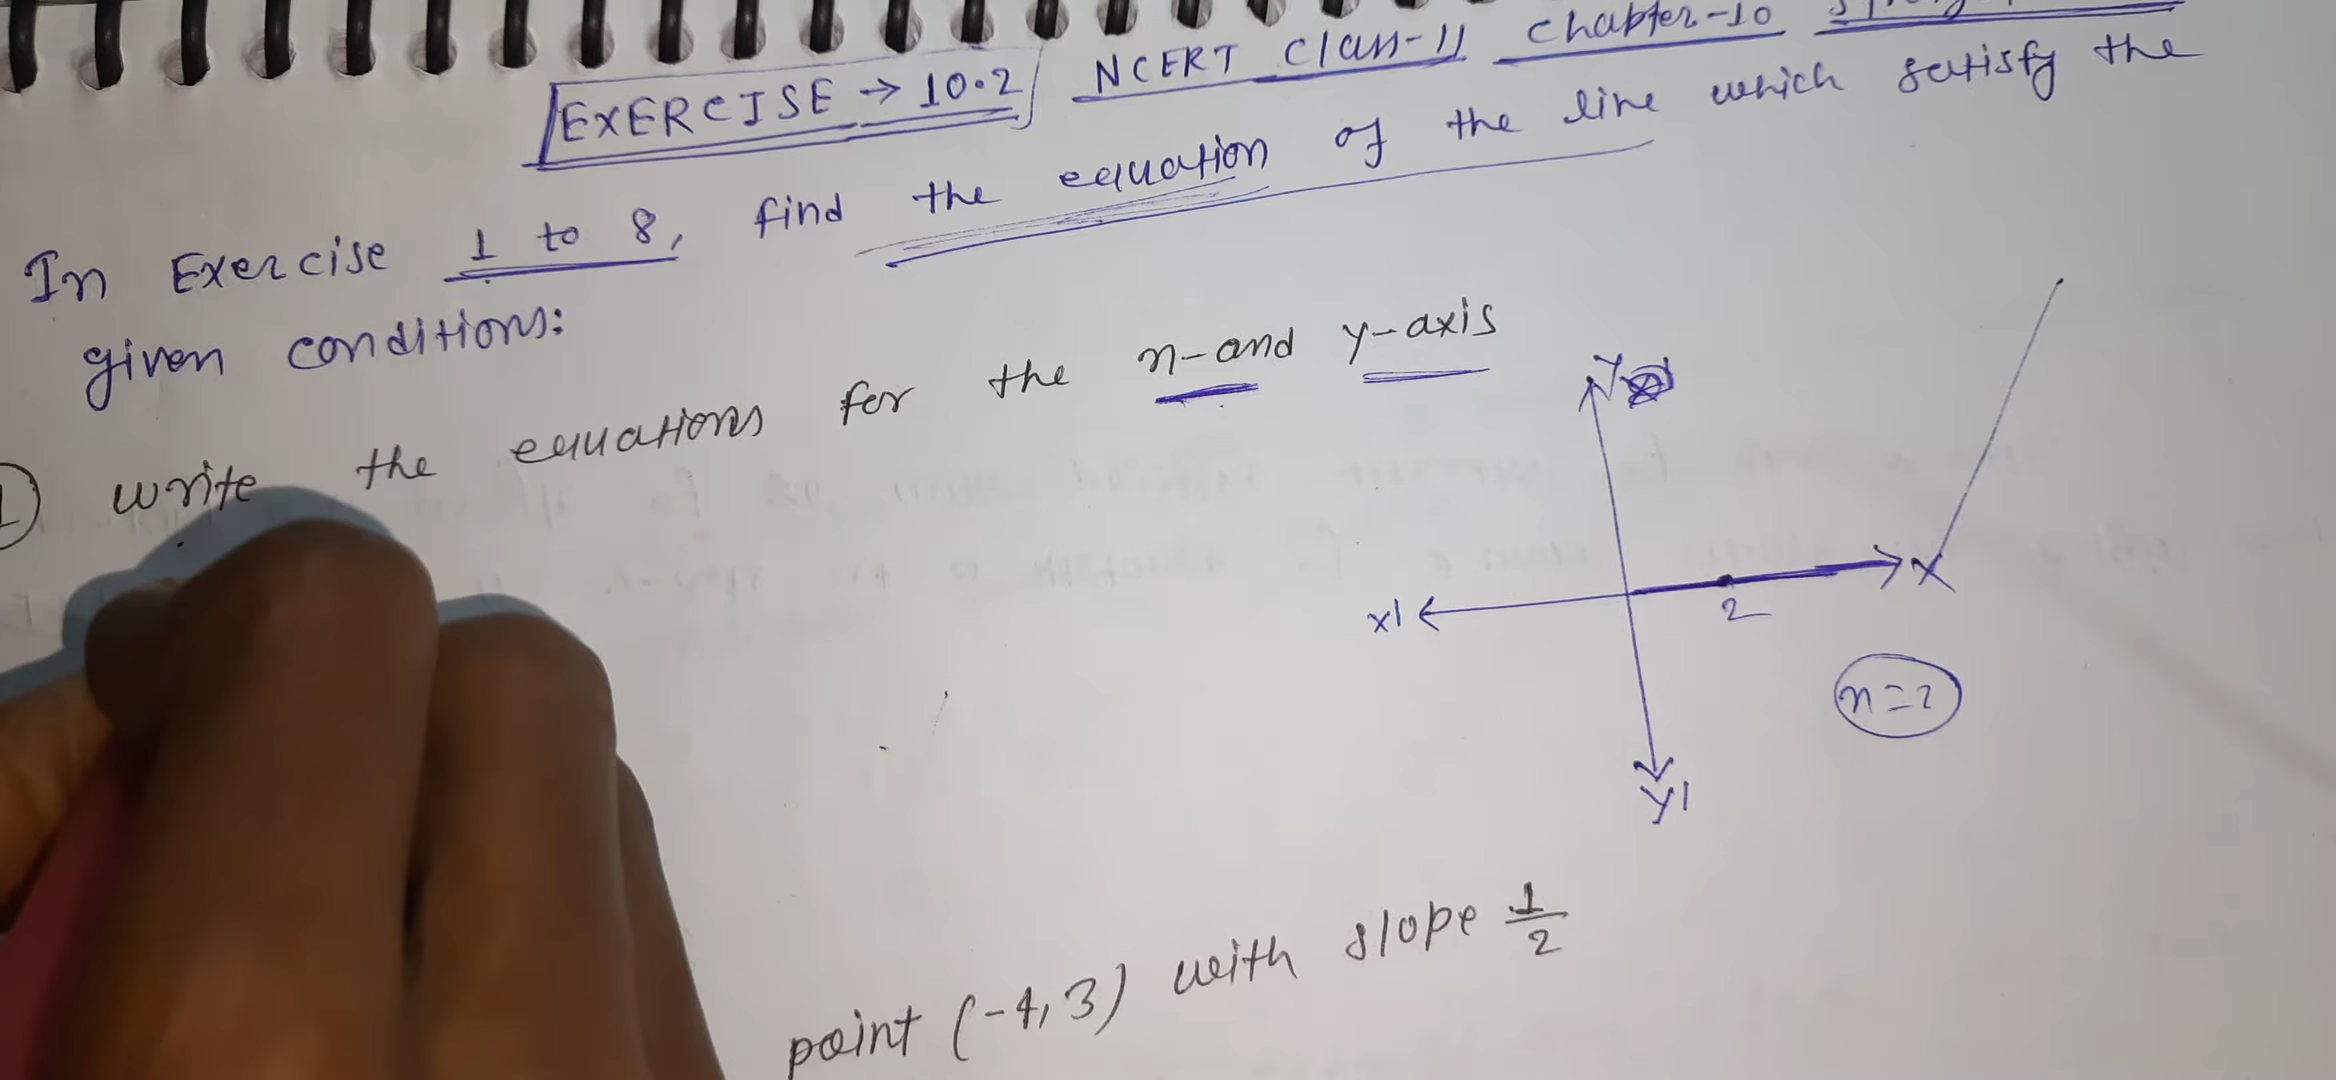 EXERCISE → 10.2 NCERT Class-11 Chapter-10
In Exercise 1 to 8, find the equation of the line which satisfy the
given conditions:
1) write the equations for the x-and y-axis
Y
X
X'
2
x=2
Y'
point (-4,3) with slope 1/2